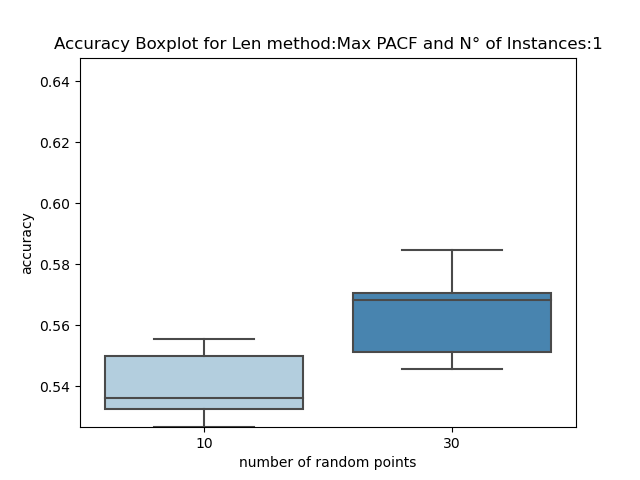 Accuracy Boxplot for Len method:Max PACF and N° of Instances:1
0.64
0.62
0.60
0.58
0.56
0.54
accuracy
10 30
number of random points